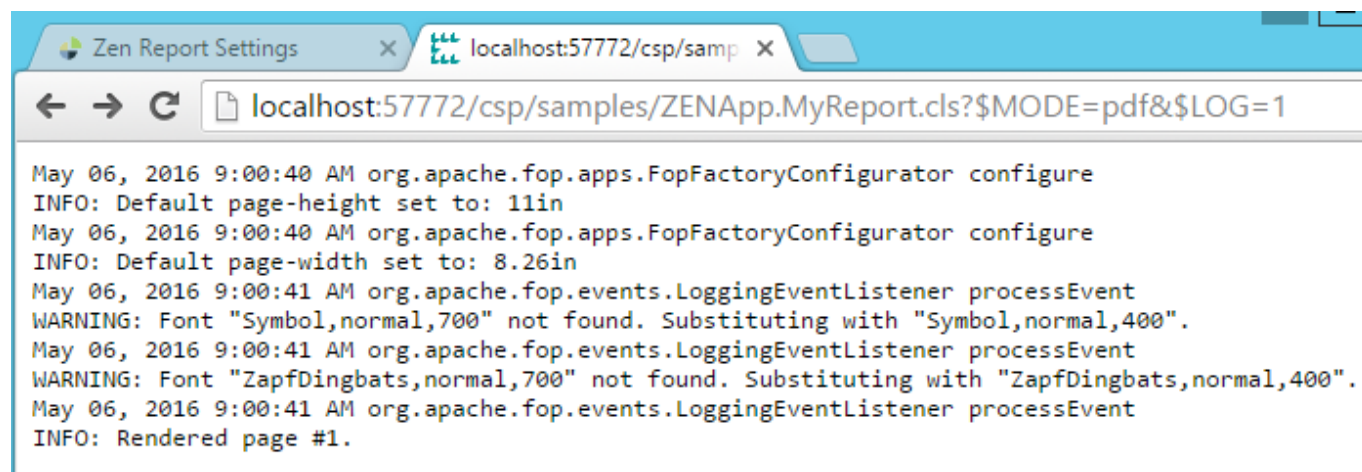 Zen Report Settings
localhost:57772/csp/samp
localhost:57772/csp/samples/ZENApp.MyReport.cls?$MODE=pdf&$LOG=1
May 06, 2016 9:00:40 AM org.apache.fop.apps.FopFactoryConfigurator configure
INFO: Default page-height set to: 11in
May 06, 2016 9:00:40 AM org.apache.fop.apps.FopFactoryConfigurator configure
INFO: Default page-width set to: 8.26in
May 06, 2016 9:00:41 AM org.apache.fop.events.LoggingEventListener processEvent
WARNING: Font "Symbol,normal,700" not found. Substituting with "Symbol,normal,400".
May 06, 2016 9:00:41 AM org.apache.fop.events.LoggingEventListener processEvent
WARNING: Font "ZapfDingbats,normal,700" not found. Substituting with "ZapfDingbats,normal,400".
May 06, 2016 9:00:41 AM org.apache.fop.events.LoggingEventListener processEvent
INFO: Rendered page #1.